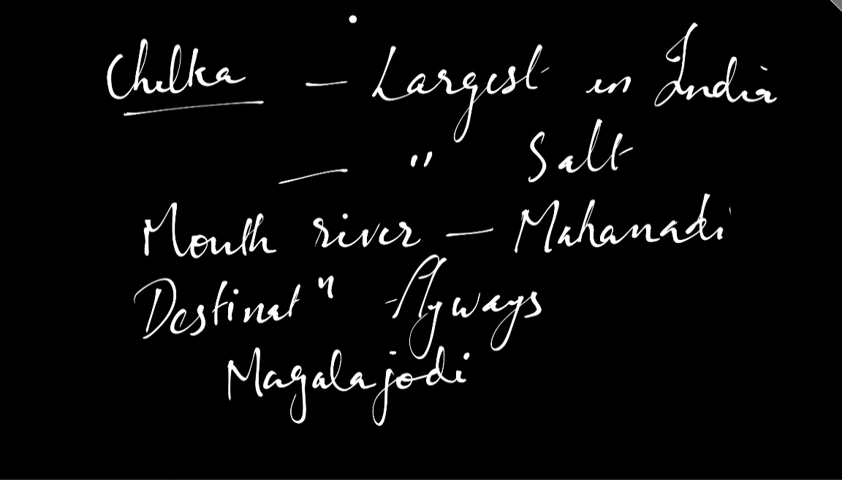 Chilka — Largest in India
— " Salt
Mouth river — Mahanadi
Destinatⁿ Flyways
Magalajodi